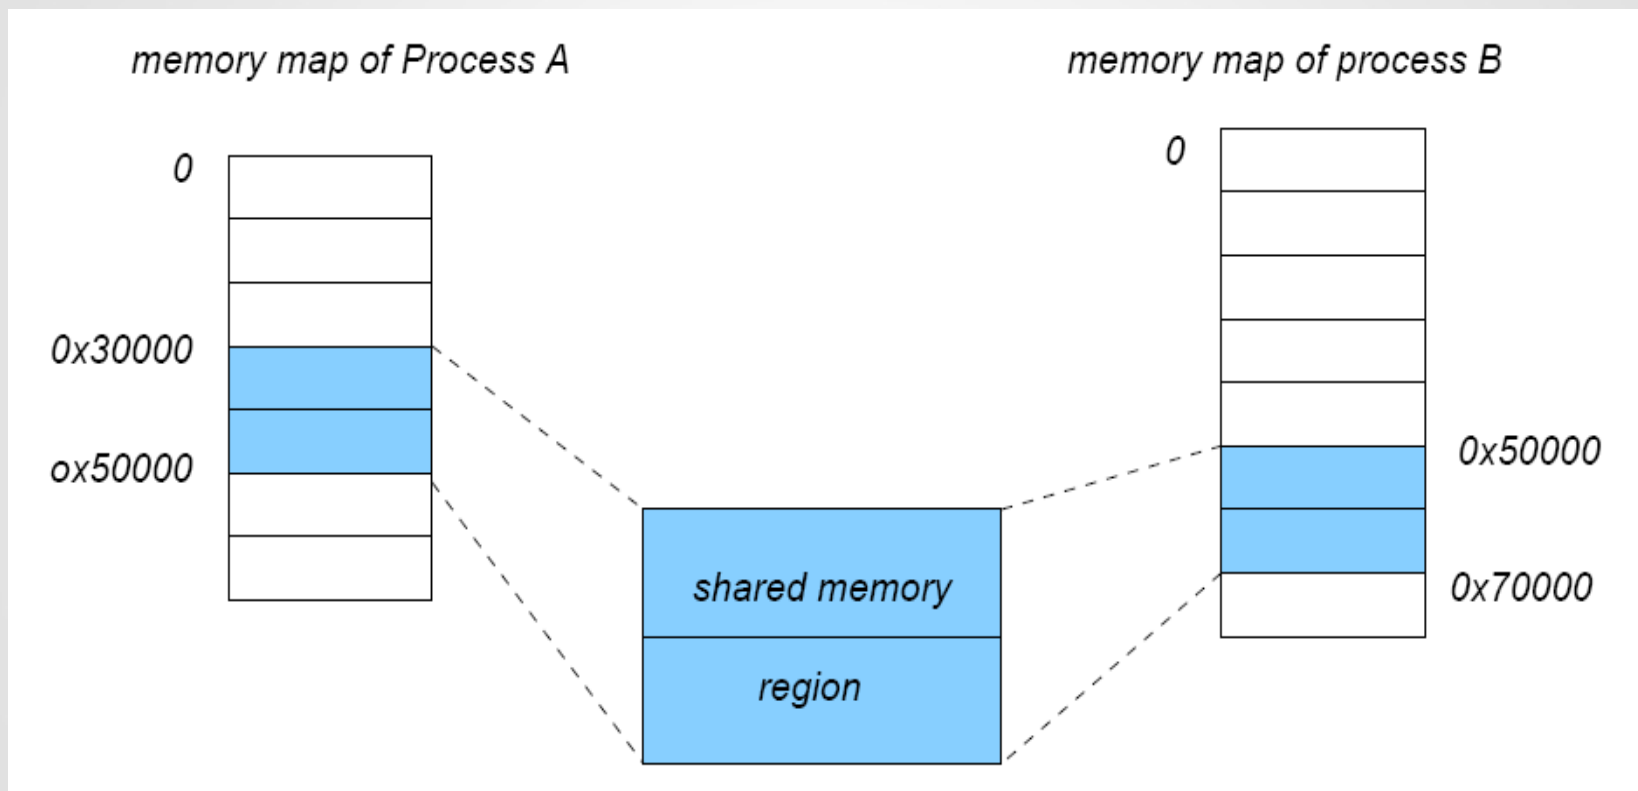 memory map of Process A
memory map of process B
0
0
0x30000
ox50000
0x50000
0x70000
shared memory
region